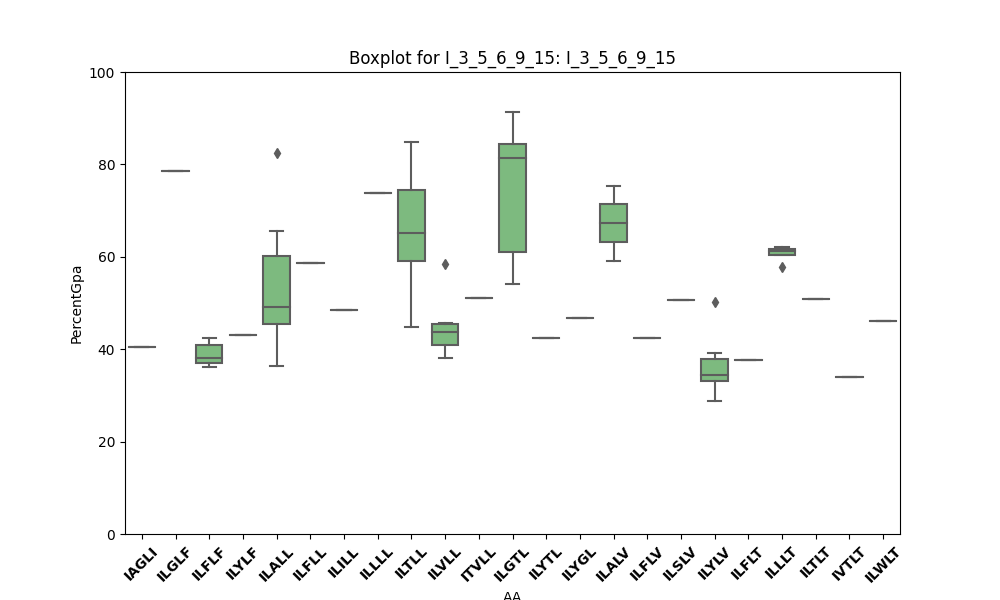 Boxplot for I_3_5_6_9_15: I_3_5_6_9_15
100
80
60
40
20
0
PercentGpa
IAGLI ILGLF ILFLF ILYLF ILALL ILFLL ILILL ILLLL ILTLL ILVLL ITVLL ILGTL ILYTL ILYGL ILALV ILFLV ILSLV ILYLV ILFLT ILLLT ILTLT IVTLT ILWLT
AA